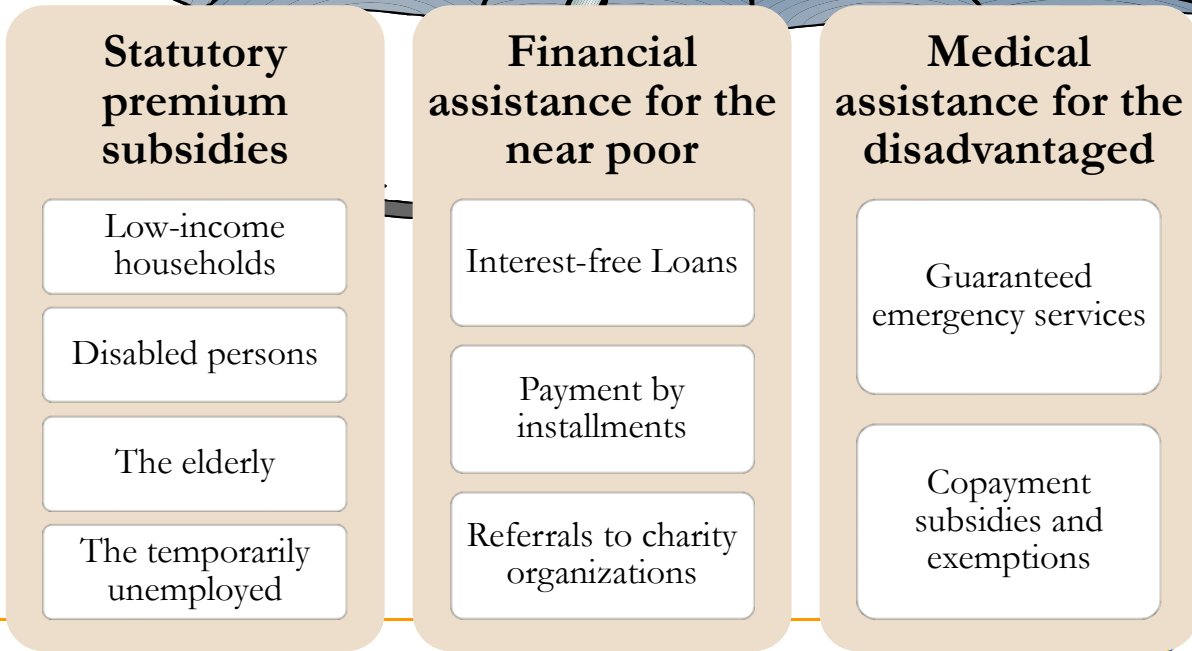 Statutory
premium
subsidies
Low-income
households
Disabled persons
The elderly
The temporarily
unemployed
Financial
assistance for the
near poor
Interest-free Loans
Payment by
installments
Referrals to charity
organizations
Medical
assistance for the
disadvantaged
Guaranteed
emergency services
Copayment
subsidies and
exemptions